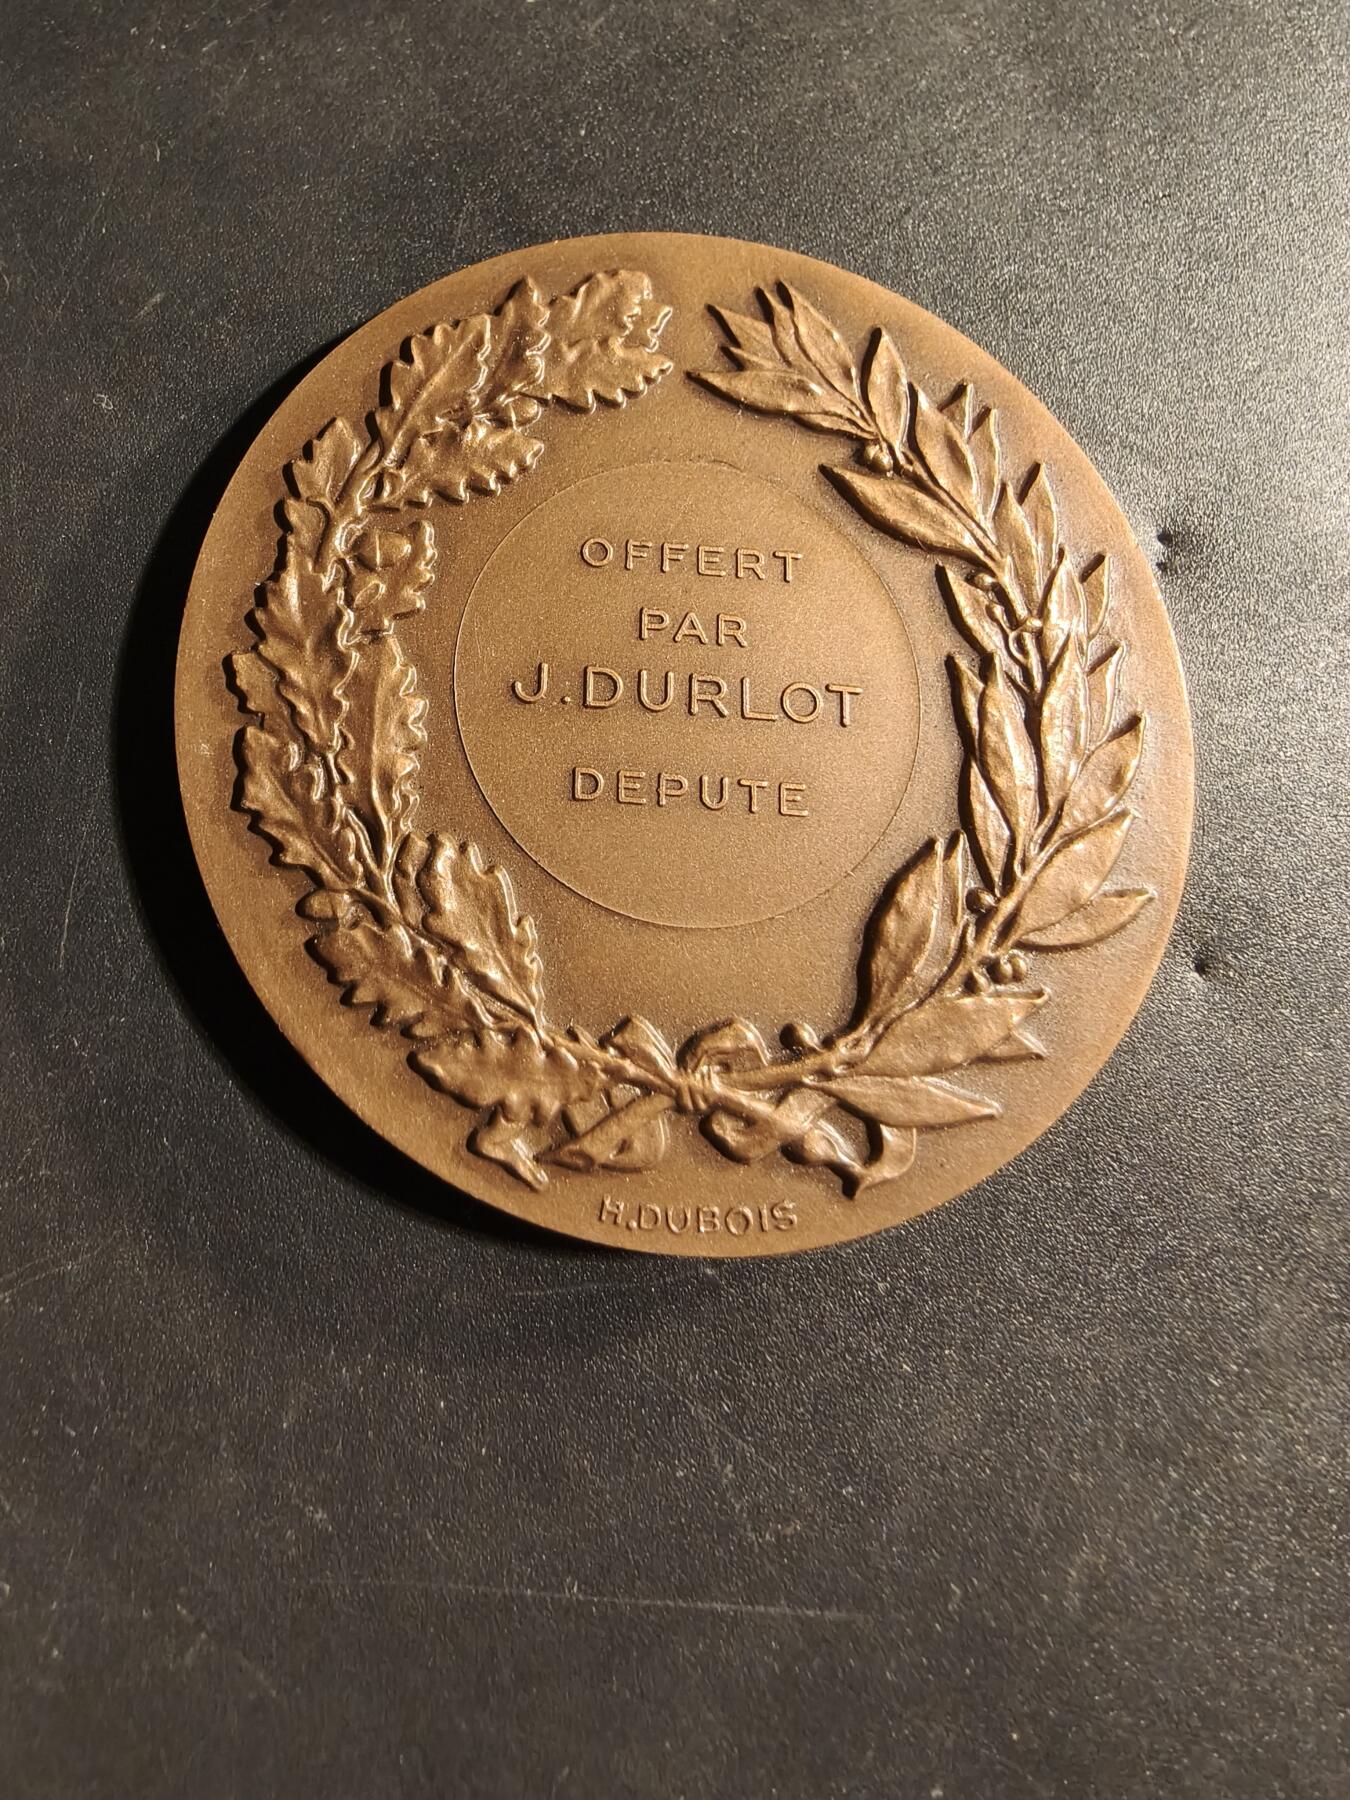 OFFERT
PAR
J.DURLOT
DEPUTE
H.DUBOIS